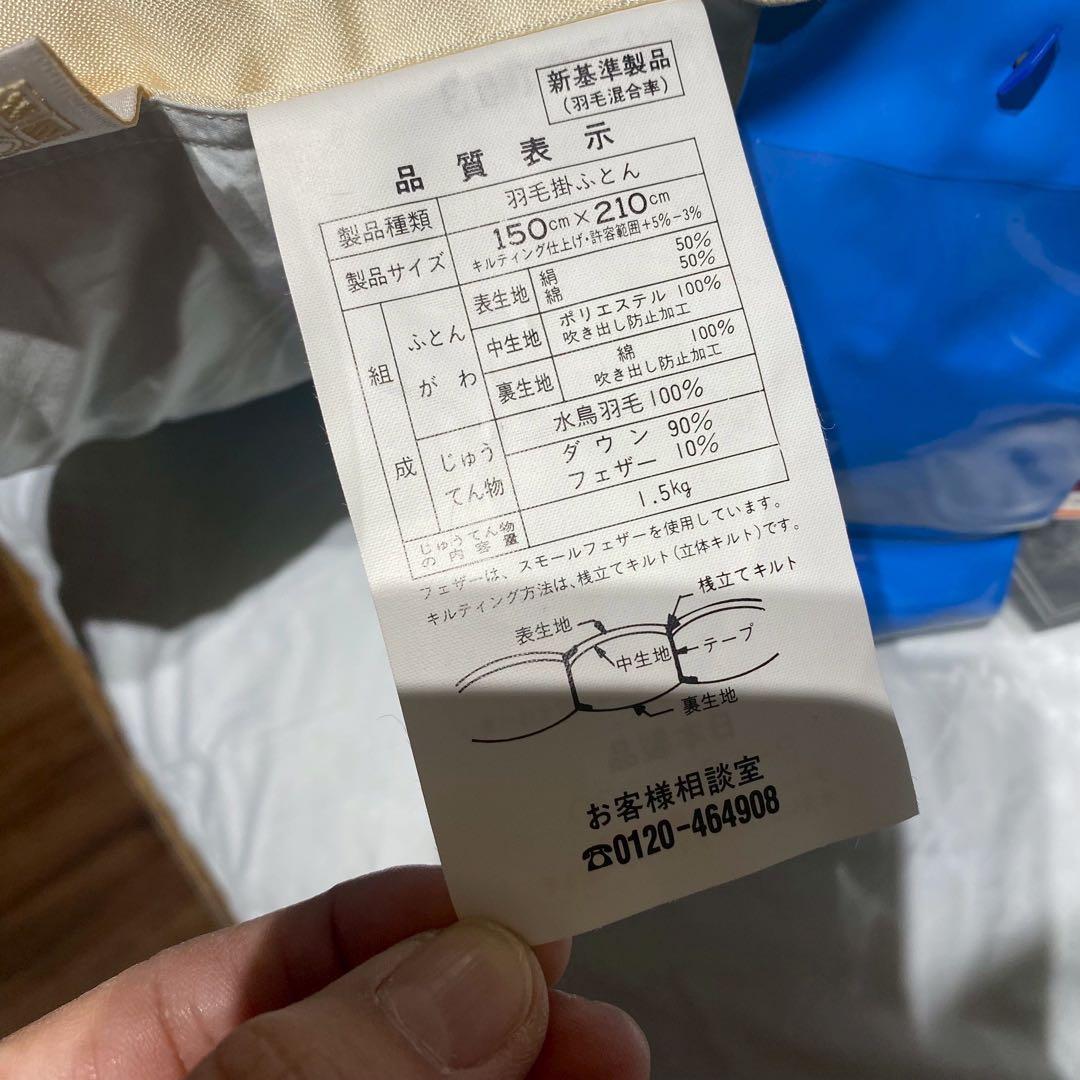 新基準製品
(羽毛混合率)
品質表示
製品種類 羽毛掛ふとん
製品サイズ 150cm×210cm
キルティング仕上げ・許容範囲+5%-3%
組成
ふとんがわ
表生地 絹 50%
綿 50%
中生地 ポリエステル 100%
吹き出し防止加工
裏生地 綿 100%
吹き出し防止加工
じゅうてん物
水鳥羽毛100%
ダウン 90%
フェザー 10%
じゅうてん物の内容量 1.5kg
フェザーは、スモールフェザーを使用しています。
キルティング方法は、桟立てキルト(立体キルト)です。
桟立てキルト
表生地
中生地
テープ
裏生地
お客様相談室
☎0120-464908